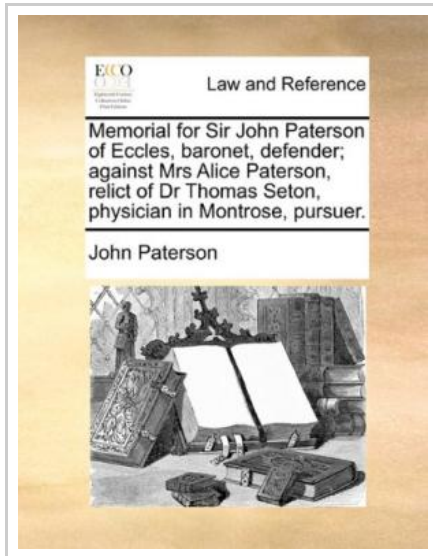 ECCO
Law and Reference
Memorial for Sir John Paterson
of Eccles, baronet, defender;
against Mrs Alice Paterson,
relict of Dr Thomas Seton,
physician in Montrose, pursuer.
John Paterson